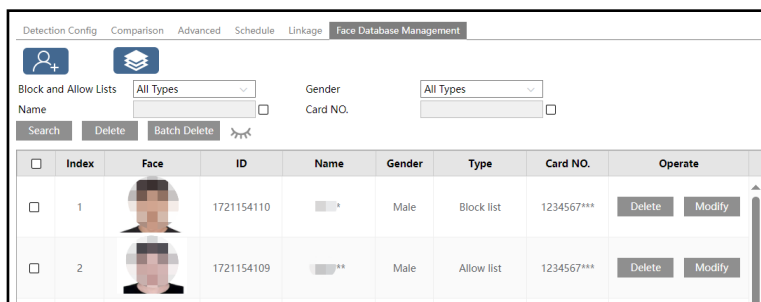 Detection Config Comparison Advanced Schedule Linkage Face Database Management
Block and Allow Lists All Types Gender All Types
Name Card NO.
Search Delete Batch Delete
Index Face ID Name Gender Type Card NO. Operate
1 1721154110 * Male Block list 1234567*** Delete Modify
2 1721154109 ** Male Allow list 1234567*** Delete Modify